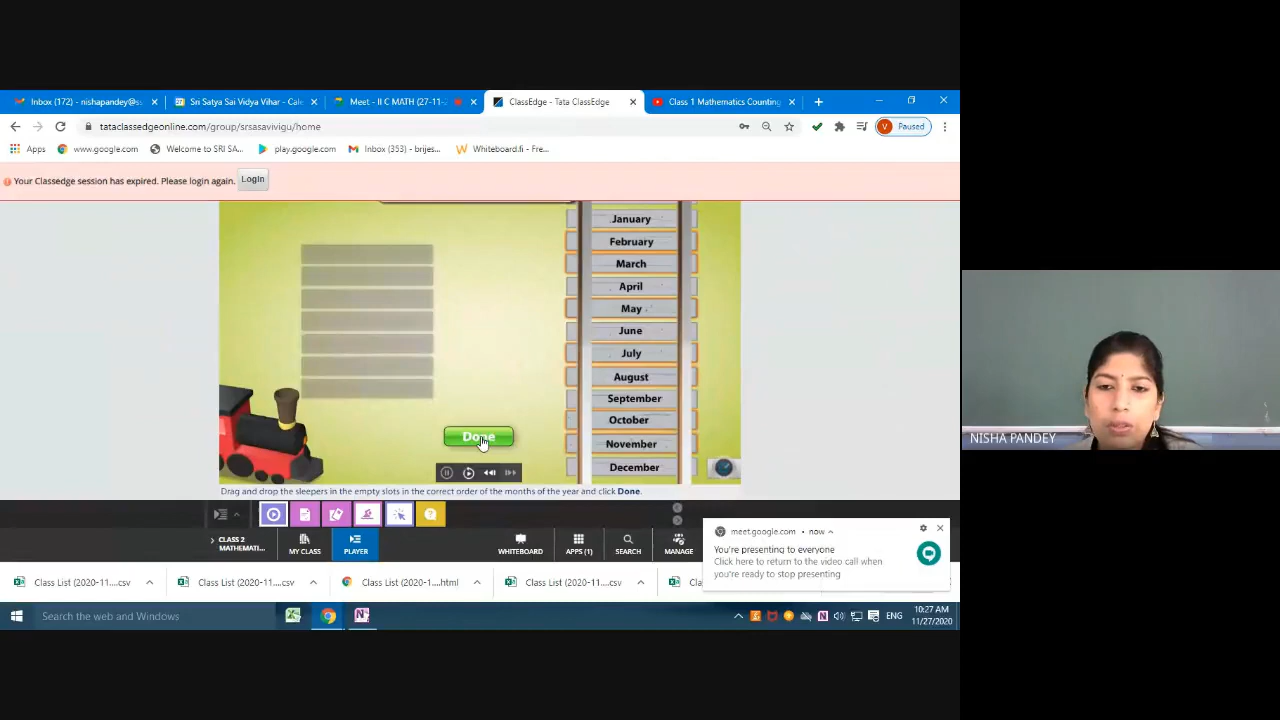 Inbox (172) - nishapandey@s
Sri Satya Sai Vidya Vihar - Cale
Meet - II C MATH (27-11-2
ClassEdge - Tata ClassEdge
Class 1 Mathematics Counting
tataclassedgeonline.com/group/srsasavivigu/home
V Paused
Apps
www.google.com
Welcome to SRI SA...
play.google.com
Inbox (353) - brijes...
Whiteboard.fi - Fre...
Your Classedge session has expired. Please login again. Login
January
February
March
April
May
June
July
August
September
October
November
December
Done
Drag and drop the sleepers in the empty slots in the correct order of the months of the year and click Done.
CLASS 2
MATHEMATI...
MY CLASS
PLAYER
WHITEBOARD
APPS (1)
SEARCH
MANAGE
meet.google.com • now
You're presenting to everyone
Click here to return to the video call when
you're ready to stop presenting
Class List (2020-11....csv
Class List (2020-11....csv
Class List (2020-1....html
Class List (2020-11....csv
Search the web and Windows
ENG
10:27 AM
11/27/2020
NISHA PANDEY